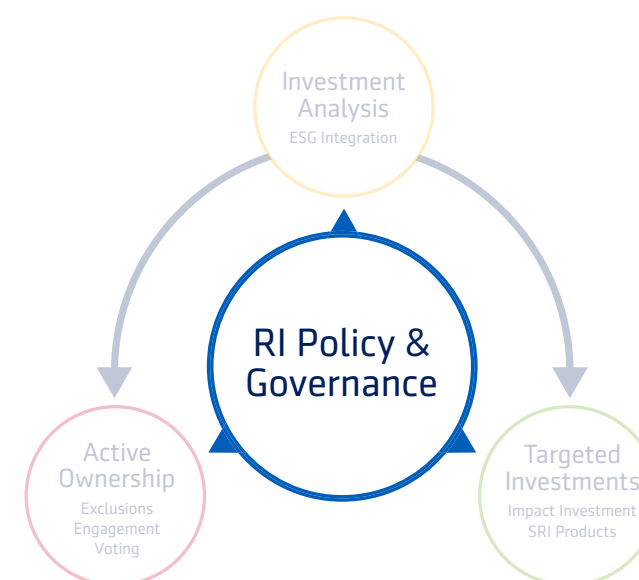 Investment
Analysis
ESG Integration
RI Policy &
Governance
Active
Ownership
Exclusions
Engagement
Voting
Targeted
Investments
Impact Investment
SRI Products